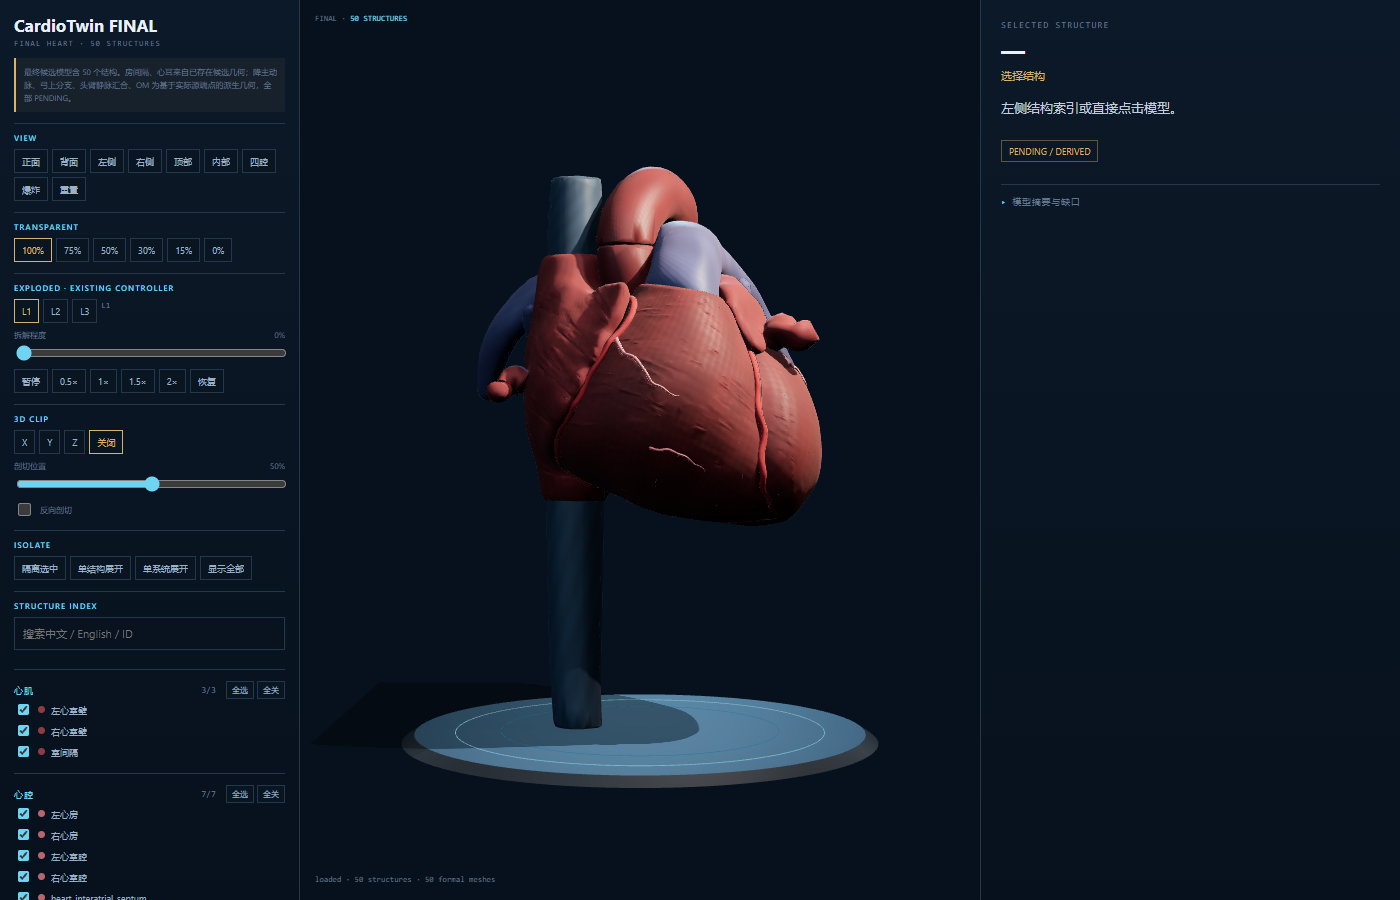 CardioTwin FINAL
FINAL HEART · 50 STRUCTURES
最终候选模型含 50 个结构。房间隔、心耳来自已存在候选几何；降主动
脉、弓上分支、头臂静脉汇合、OM 为基于实际源端点的派生几何，全
部 PENDING。
VIEW
正面 背面 左侧 右侧 顶部 内部 四腔
爆炸 重置
TRANSPARENT
100% 75% 50% 30% 15% 0%
EXPLODED · EXISTING CONTROLLER
L1 L2 L3 L1
拆解程度 0%
暂停 0.5× 1× 1.5× 2× 恢复
3D CLIP
X Y Z 关闭
剖切位置 50%
反向剖切
ISOLATE
隔离选中 单结构展开 单系统展开 显示全部
STRUCTURE INDEX
搜索中文 / English / ID
心肌 3/3 全选 全关
左心室壁
右心室壁
室间隔
心腔 7/7 全选 全关
左心房
右心房
左心室腔
右心室腔
heart_interatrial_septum
FINAL · 50 STRUCTURES
loaded · 50 structures · 50 formal meshes
SELECTED STRUCTURE
选择结构
左侧结构索引或直接点击模型。
PENDING / DERIVED
▸ 模型摘要与缺口